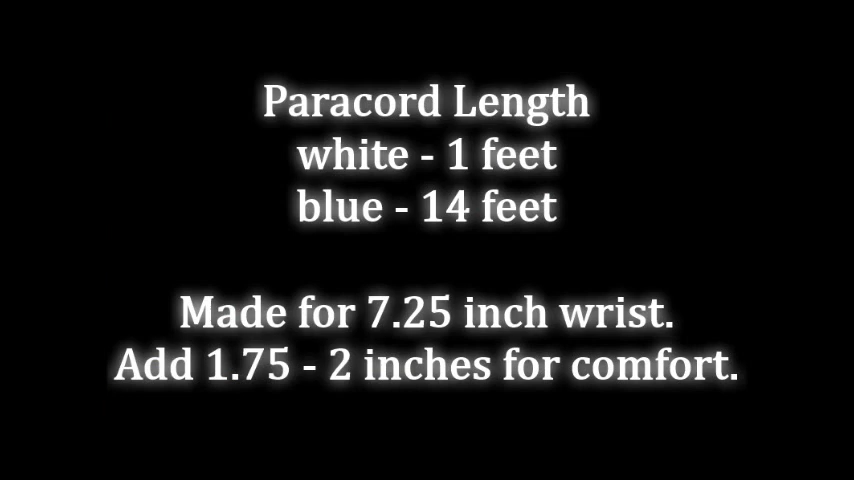 Paracord Length
white - 1 feet
blue - 14 feet
Made for 7.25 inch wrist.
Add 1.75 - 2 inches for comfort.